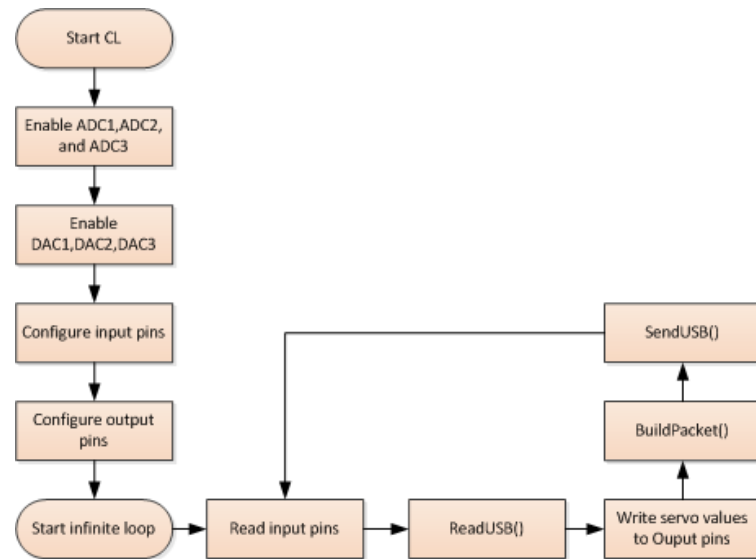 Start CL
Enable ADC1,ADC2,
and ADC3
Enable
DAC1,DAC2,DAC3
Configure input pins
Configure output
pins
Start infinite loop
Read input pins
ReadUSB()
Write servo values
to Ouput pins
BuildPacket()
SendUSB()